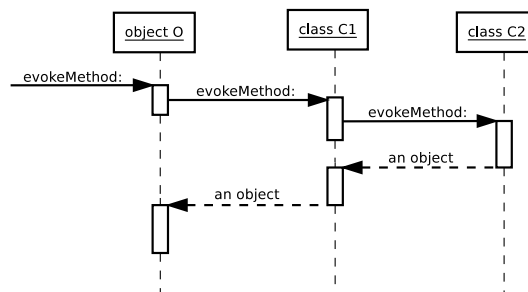 object O
class C1
class C2
evokeMethod:
evokeMethod:
evokeMethod:
an object
an object